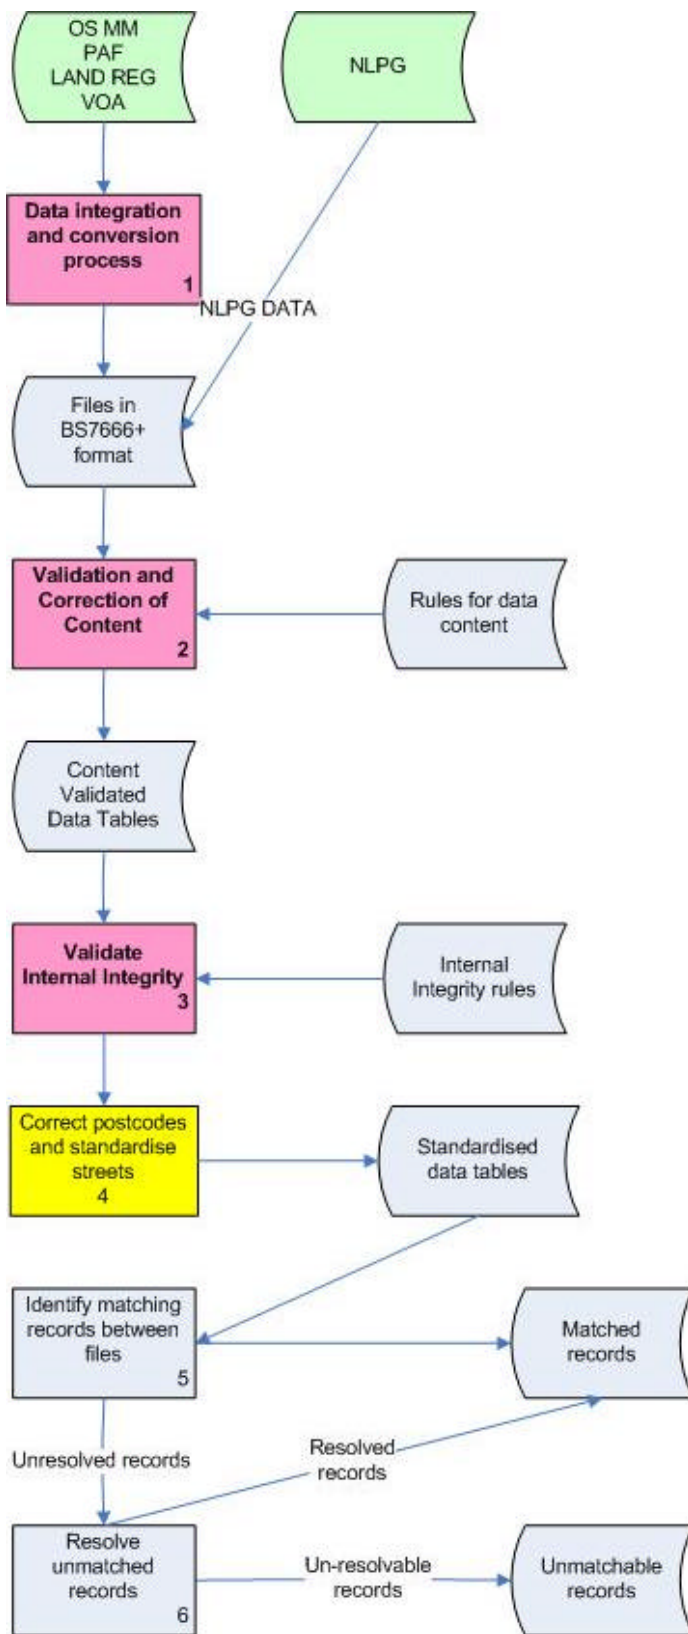 OS MM
PAF
LAND REG
VOA
NLPG
Data integration
and conversion
process
1
NLPG DATA
Files in
BS7666+
format
Validation and
Correction of
Content
2
Rules for data
content
Content
Validated
Data Tables
Validate
Internal Integrity
3
Internal
Integrity rules
Correct postcodes
and standardise
streets
4
Standardised
data tables
Identify matching
records between
files
5
Matched
records
Unresolved records
Resolved
records
Resolve
unmatched
records
6
Un-resolvable
records
Unmatchable
records